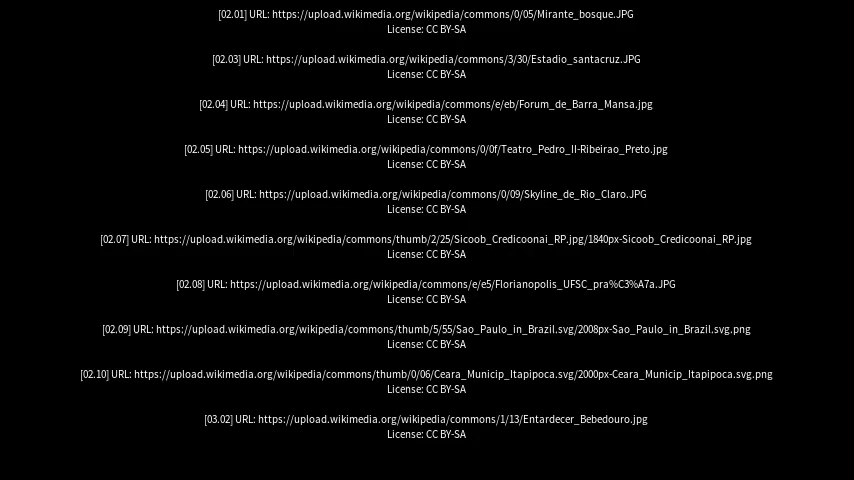 [02.01] URL: https://upload.wikimedia.org/wikipedia/commons/0/05/Mirante_bosque.JPG
License: CC BY-SA
[02.03] URL: https://upload.wikimedia.org/wikipedia/commons/3/30/Estadio_santacruz.JPG
License: CC BY-SA
[02.04] URL: https://upload.wikimedia.org/wikipedia/commons/e/eb/Forum_de_Barra_Mansa.jpg
License: CC BY-SA
[02.05] URL: https://upload.wikimedia.org/wikipedia/commons/0/0f/Teatro_Pedro_II-Ribeirao_Preto.jpg
License: CC BY-SA
[02.06] URL: https://upload.wikimedia.org/wikipedia/commons/0/09/Skyline_de_Rio_Claro.JPG
License: CC BY-SA
[02.07] URL: https://upload.wikimedia.org/wikipedia/commons/thumb/2/25/Sicoob_Credicoonai_RP.jpg/1840px-Sicoob_Credicoonai_RP.jpg
License: CC BY-SA
[02.08] URL: https://upload.wikimedia.org/wikipedia/commons/e/e5/Florianopolis_UFSC_pra%C3%A7a.JPG
License: CC BY-SA
[02.09] URL: https://upload.wikimedia.org/wikipedia/commons/thumb/5/55/Sao_Paulo_in_Brazil.svg/2008px-Sao_Paulo_in_Brazil.svg.png
License: CC BY-SA
[02.10] URL: https://upload.wikimedia.org/wikipedia/commons/thumb/0/06/Ceara_Municip_Itapipoca.svg/2000px-Ceara_Municip_Itapipoca.svg.png
License: CC BY-SA
[03.02] URL: https://upload.wikimedia.org/wikipedia/commons/1/13/Entardecer_Bebedouro.jpg
License: CC BY-SA